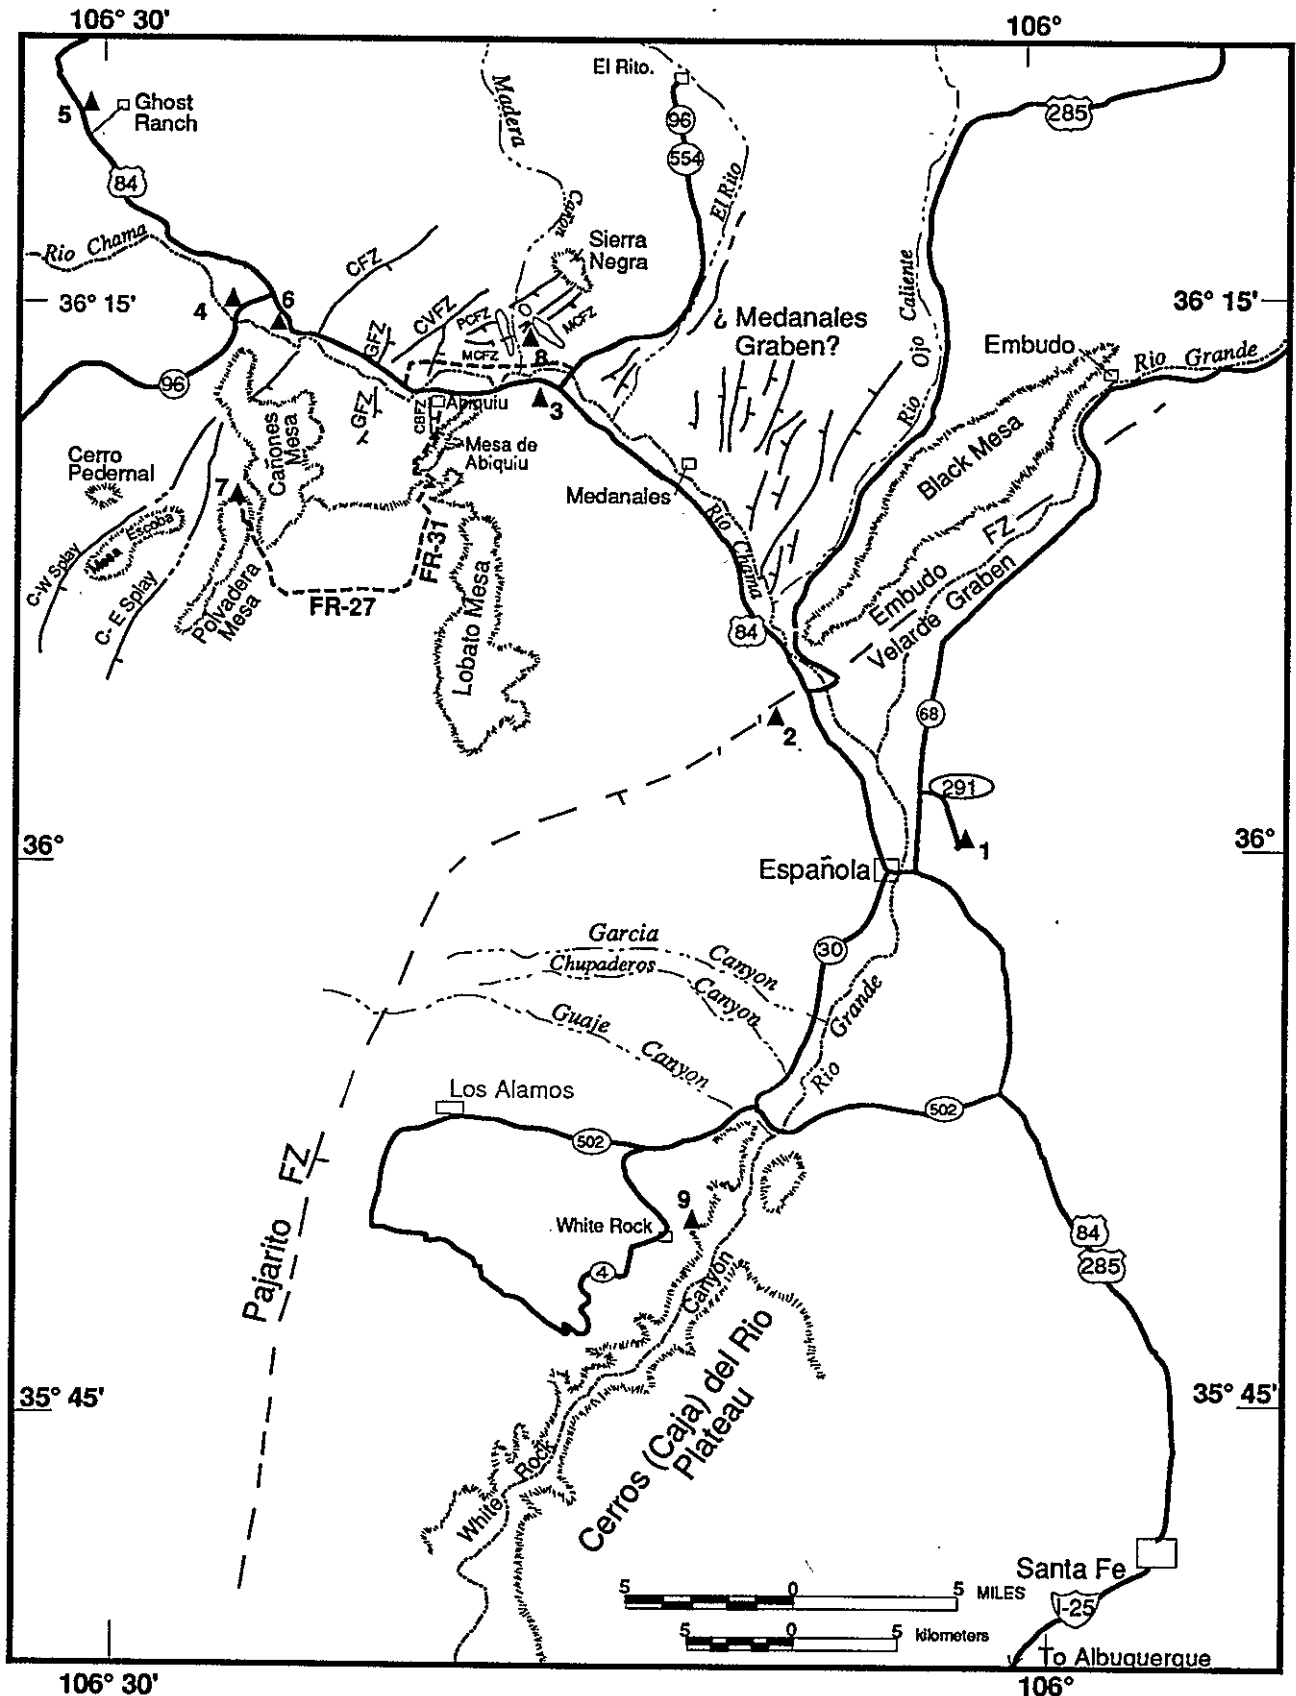 106° 30'
106°
El Rito.
Madera
Cañon
5
Ghost
Ranch
96
554
285
84
El Rito
Rio Chama
Sierra
Negra
CFZ
Caliente
Ojo
Rio
4
6
36° 15'
36° 15'
CVFZ
PCFZ
MCFZ
GFZ
MCFZ
8
¿ Medanales
Graben?
Embudo
Rio Grande
96
Abiquiu
3
GFZ
CBFZ
Cañones
Mesa
Mesa de
Abiquiu
Black Mesa
Cerro
Pedernal
7
Medanales
Mesa Escoba
Rio Chama
FZ
Embudo
Velarde Graben
C-W Splay
C- E Splay
Polvadera
Mesa
FR-27
FR-31
Lobato Mesa
84
68
2
291
1
36°
36°
Española
30
Garcia
Canyon
Chupaderos
Canyon
Guaje
Canyon
Rio
Grande
Los Alamos
502
502
Pajarito FZ
9
White Rock
4
84
285
Canyon
Rock
White
Cerros (Caja) del Rio
Plateau
35° 45'
35° 45'
Santa Fe
I-25
5 0 5 MILES
5 0 5 kilometers
To Albuquerque
106° 30'
106°